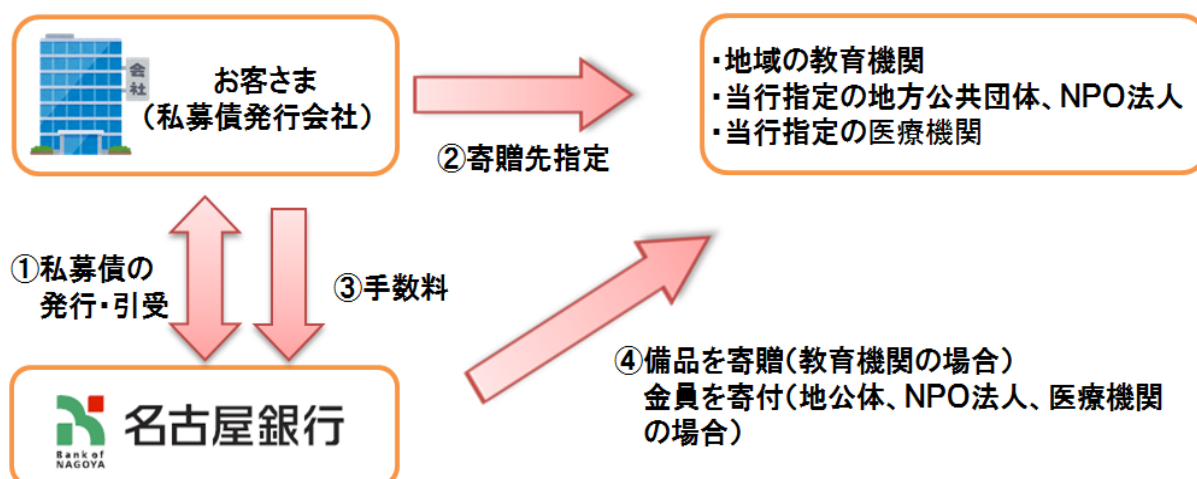 会社
お客さま
（私募債発行会社）
②寄贈先指定
・地域の教育機関
・当行指定の地方公共団体、NPO法人
・当行指定の医療機関
①私募債の
発行・引受
③手数料
④備品を寄贈（教育機関の場合）
金員を寄付（地公体、NPO法人、医療機関
の場合）
Bank of
NAGOYA
名古屋銀行